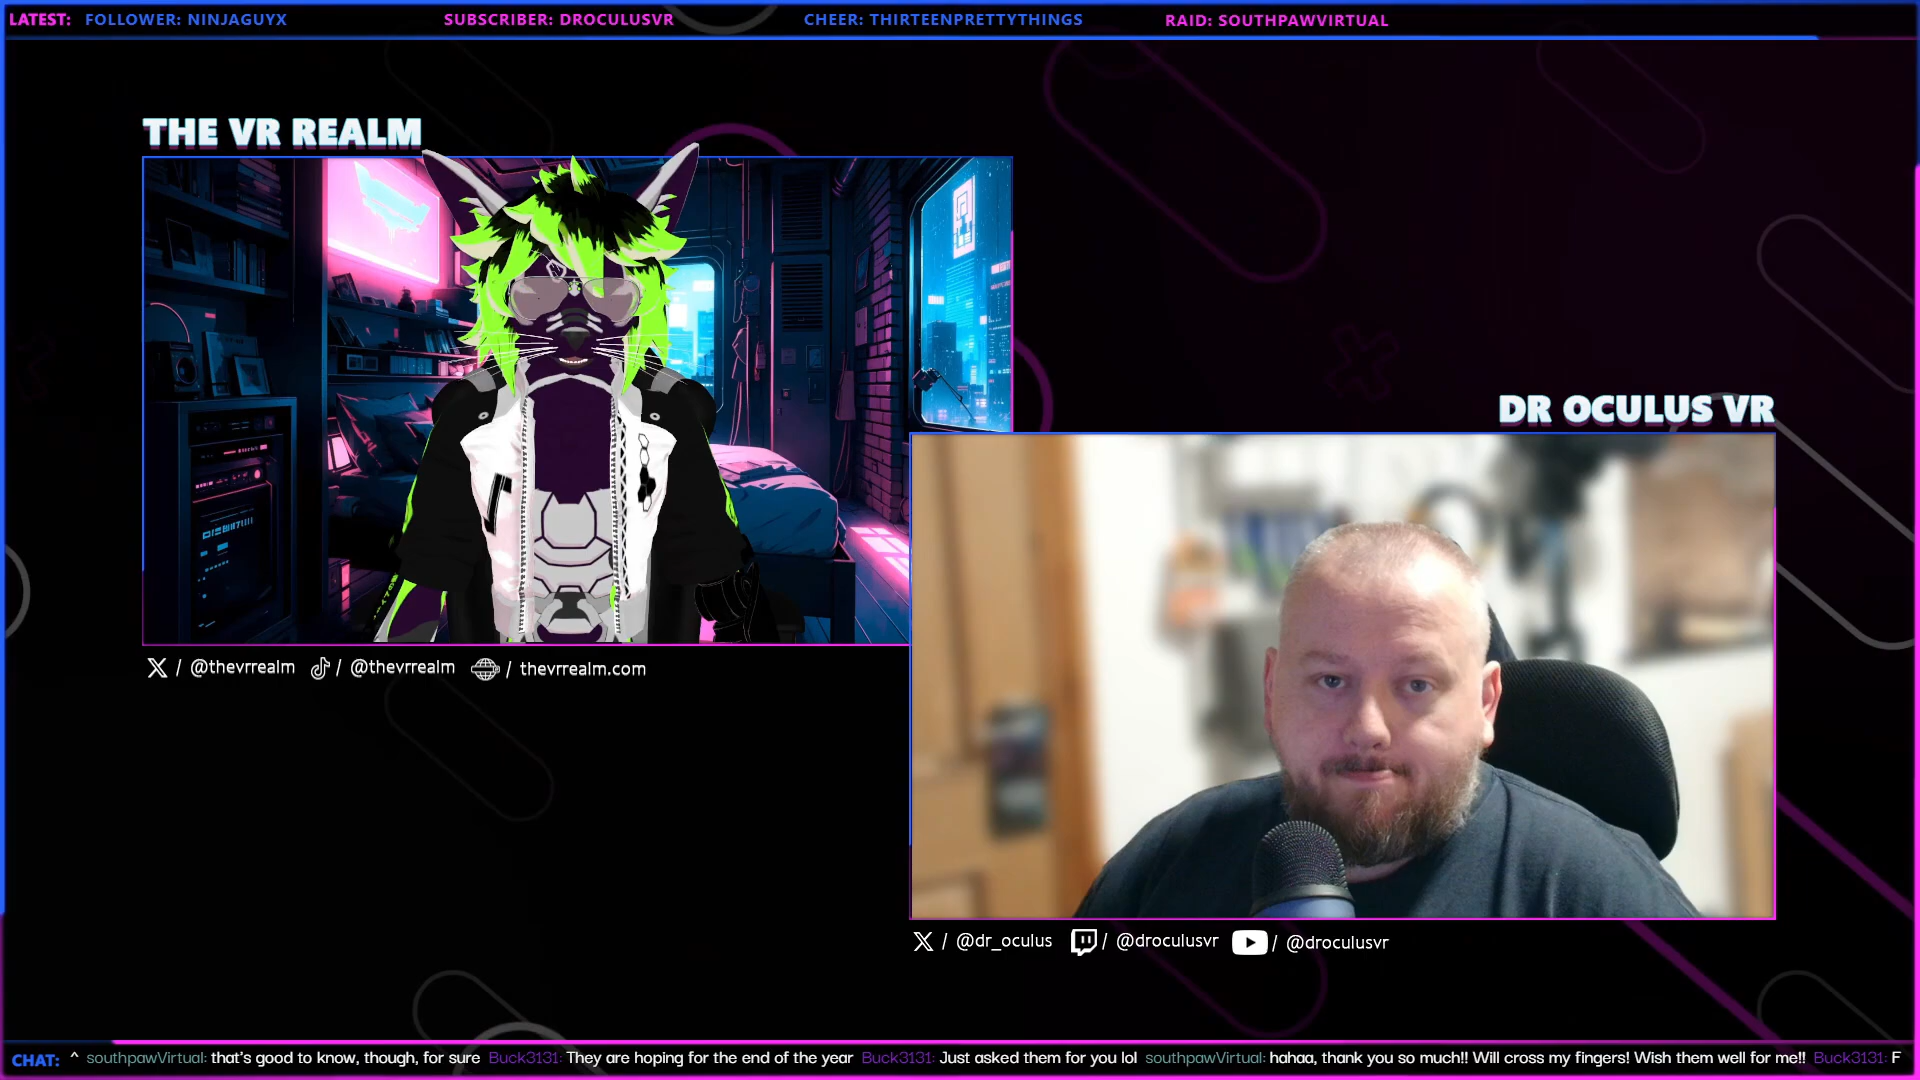 LATEST: FOLLOWER: NINJAGUYX SUBSCRIBER: DROCULUSVR CHEER: THIRTEENPRETTYTHINGS RAID: SOUTHPAWVIRTUAL
THE VR REALM
X / @thevrrealm / @thevrrealm / thevrrealm.com
DR OCULUS VR
X / @dr_oculus / @droculusvr / @droculusvr
CHAT: ^ southpawVirtual: that's good to know, though, for sure Buck3131: They are hoping for the end of the year Buck3131: Just asked them for you lol southpawVirtual: hahaa, thank you so much!! Will cross my fingers! Wish them well for me!! Buck3131: F